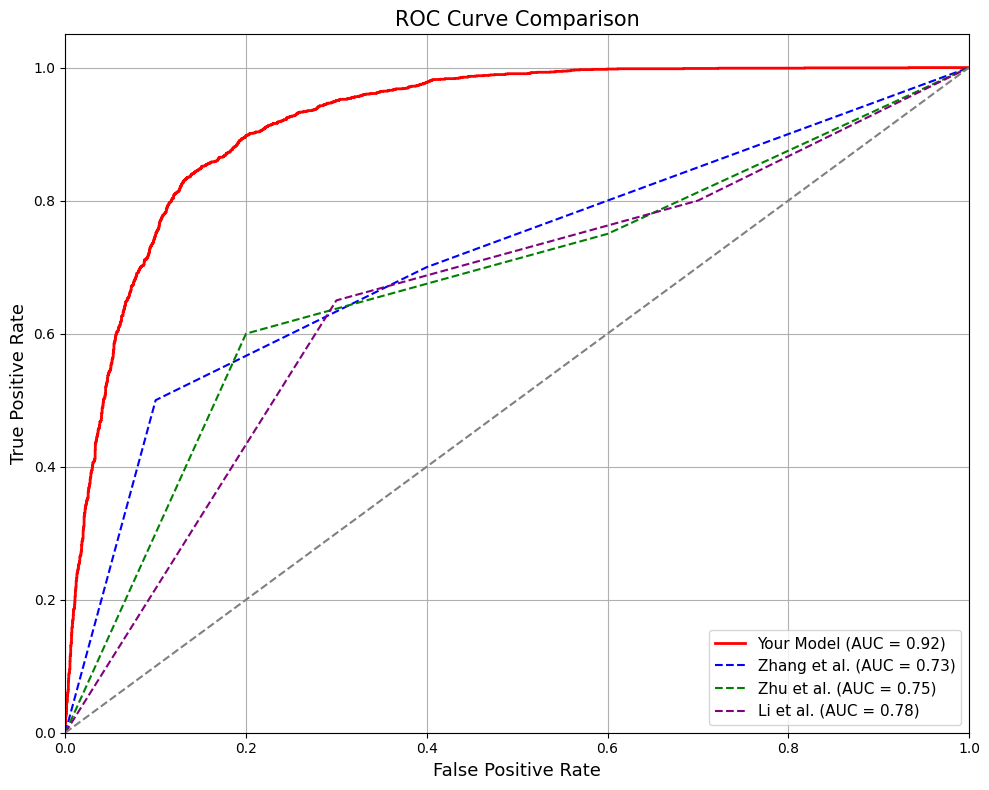 ROC Curve Comparison
1.0
0.8
0.6
0.4
0.2
0.0
True Positive Rate
0.0 0.2 0.4 0.6 0.8 1.0
False Positive Rate
Your Model (AUC = 0.92)
Zhang et al. (AUC = 0.73)
Zhu et al. (AUC = 0.75)
Li et al. (AUC = 0.78)